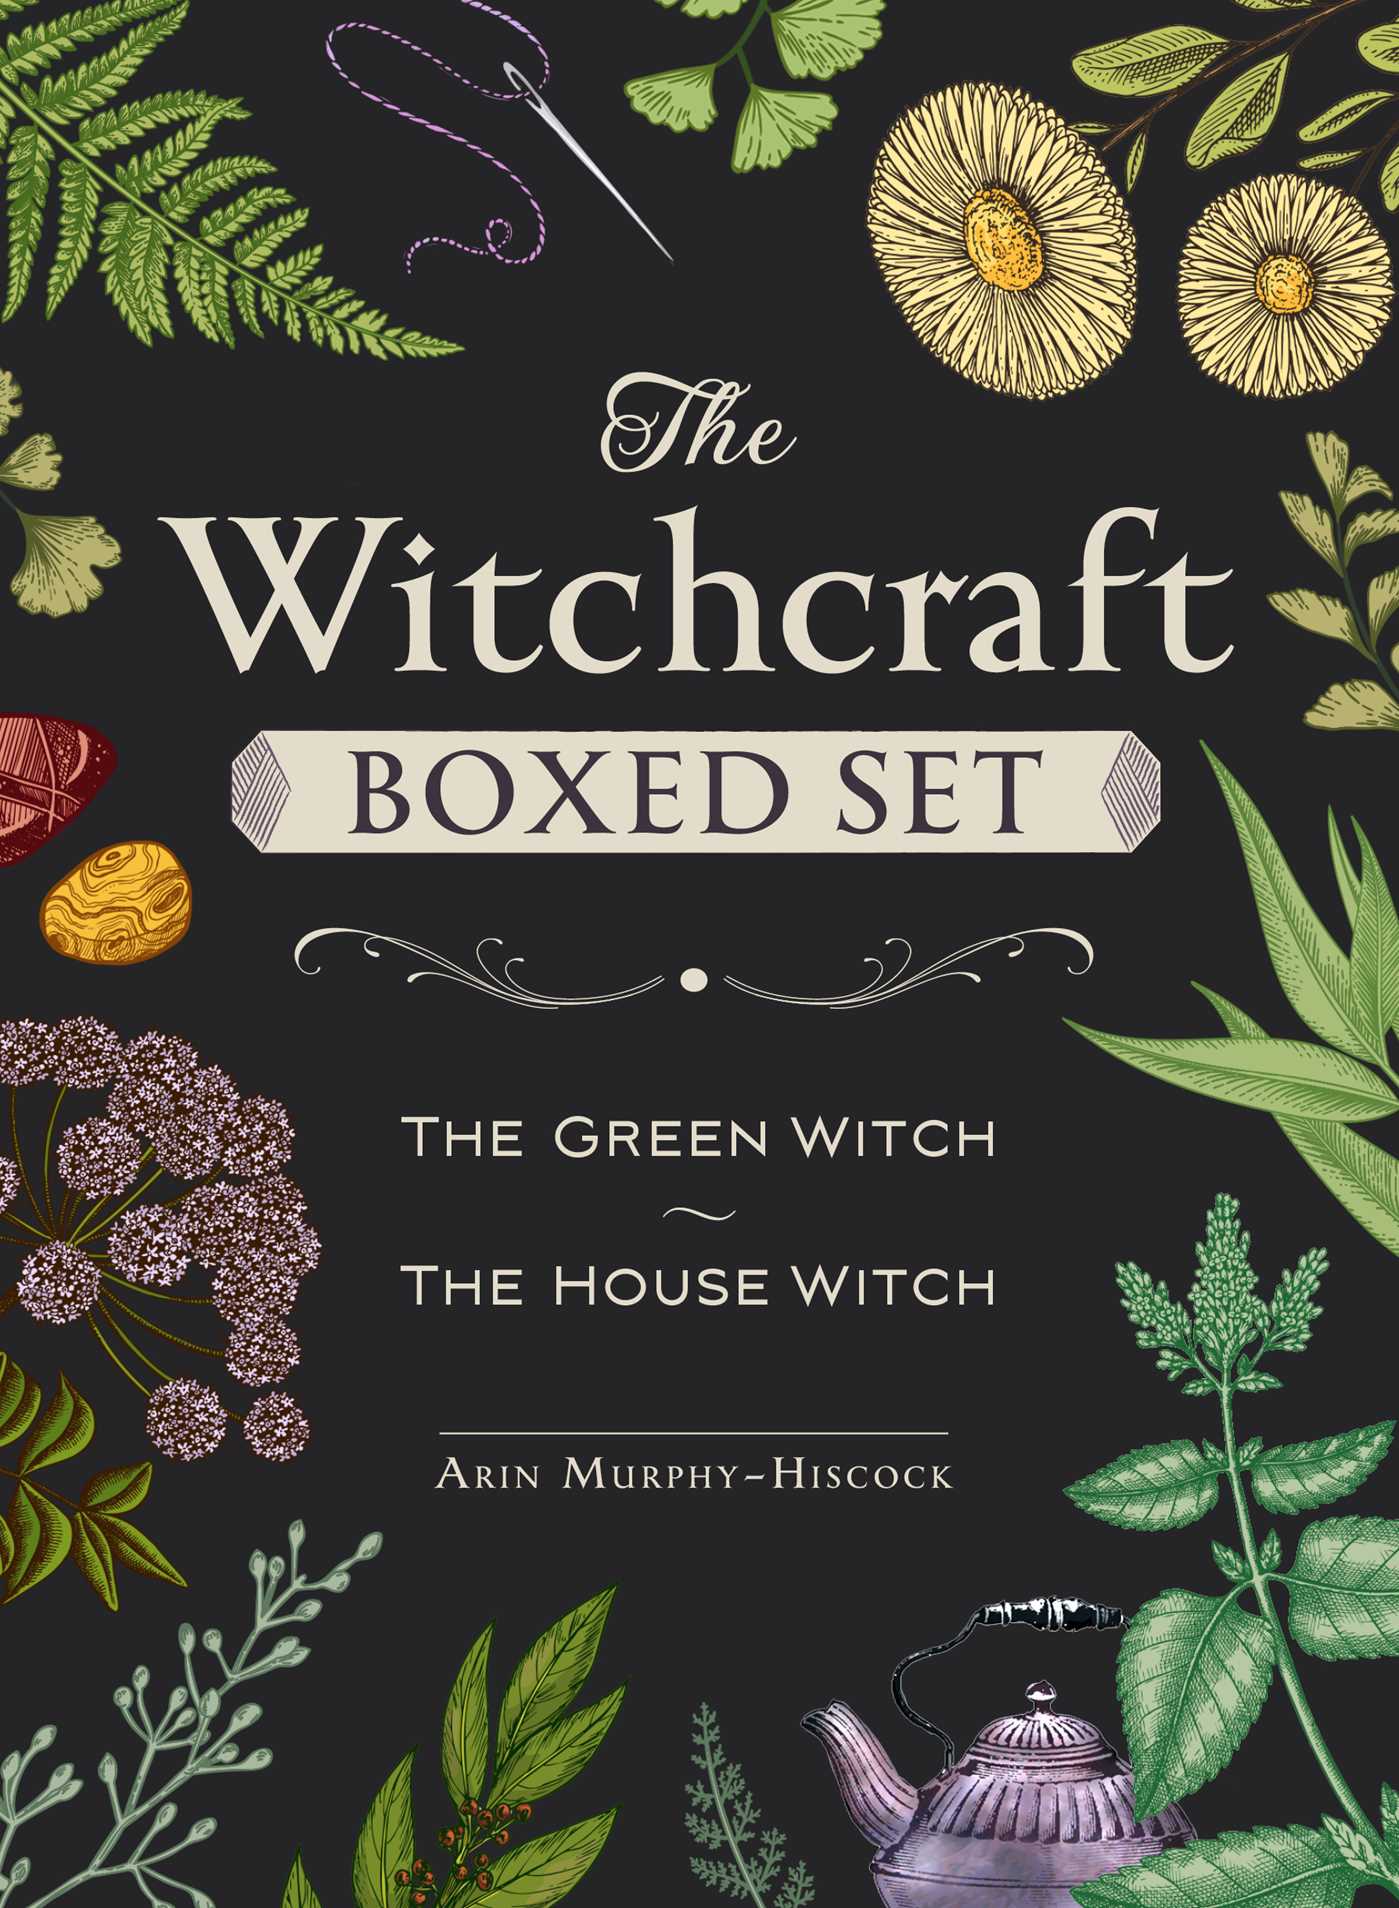 The
Witchcraft
BOXED SET
THE GREEN WITCH
~
THE HOUSE WITCH
ARIN MURPHY-HISCOCK